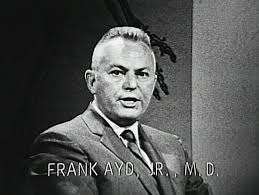 FRANK AYD, JR., M.D.